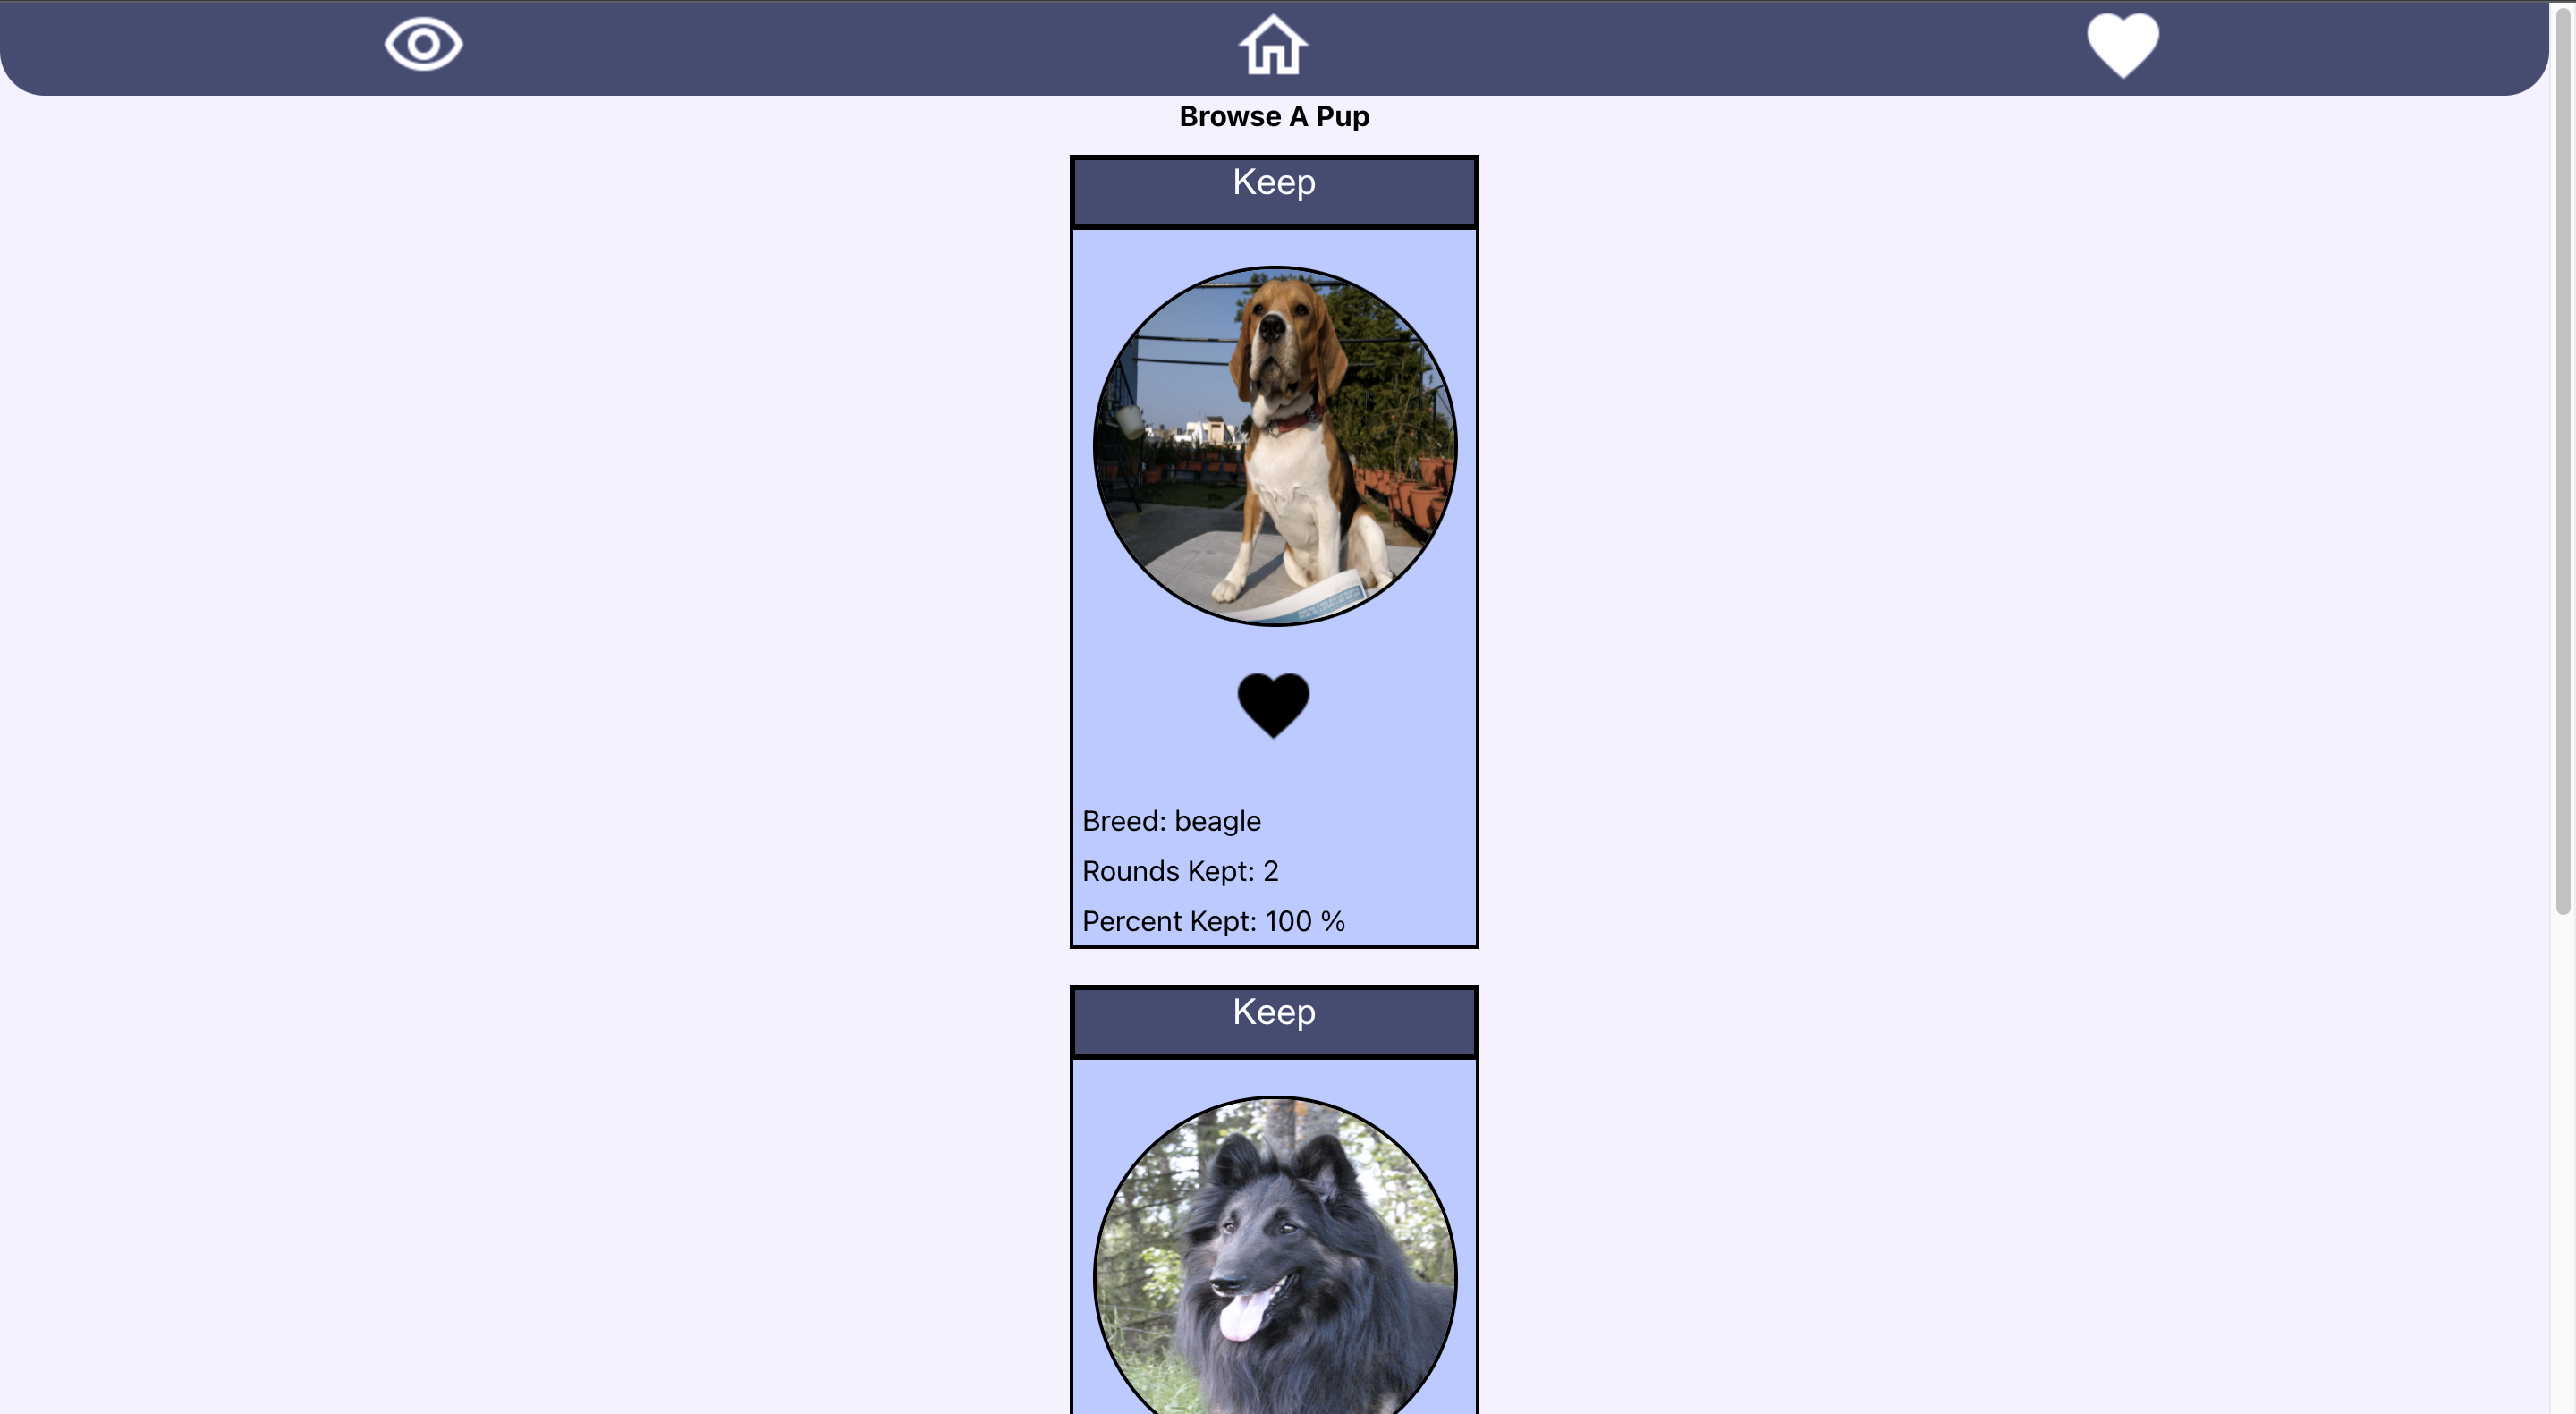 Browse A Pup
Keep
Breed: beagle
Rounds Kept: 2
Percent Kept: 100 %
Keep